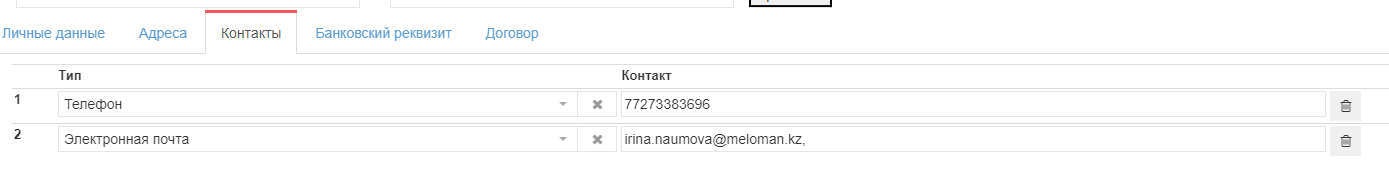 Личные данные Адреса Контакты Банковский реквизит Договор
Тип Контакт
1 Телефон 77273383696
2 Электронная почта irina.naumova@meloman.kz,